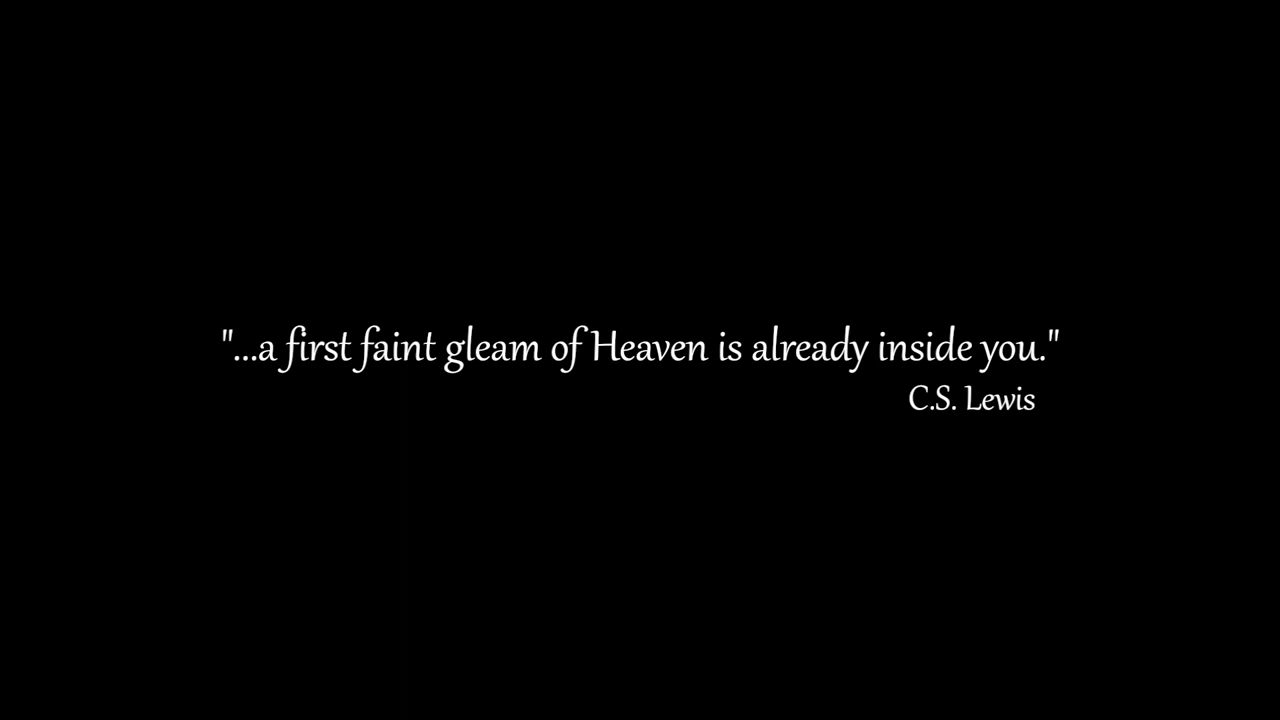 "...a first faint gleam of Heaven is already inside you."
C.S. Lewis